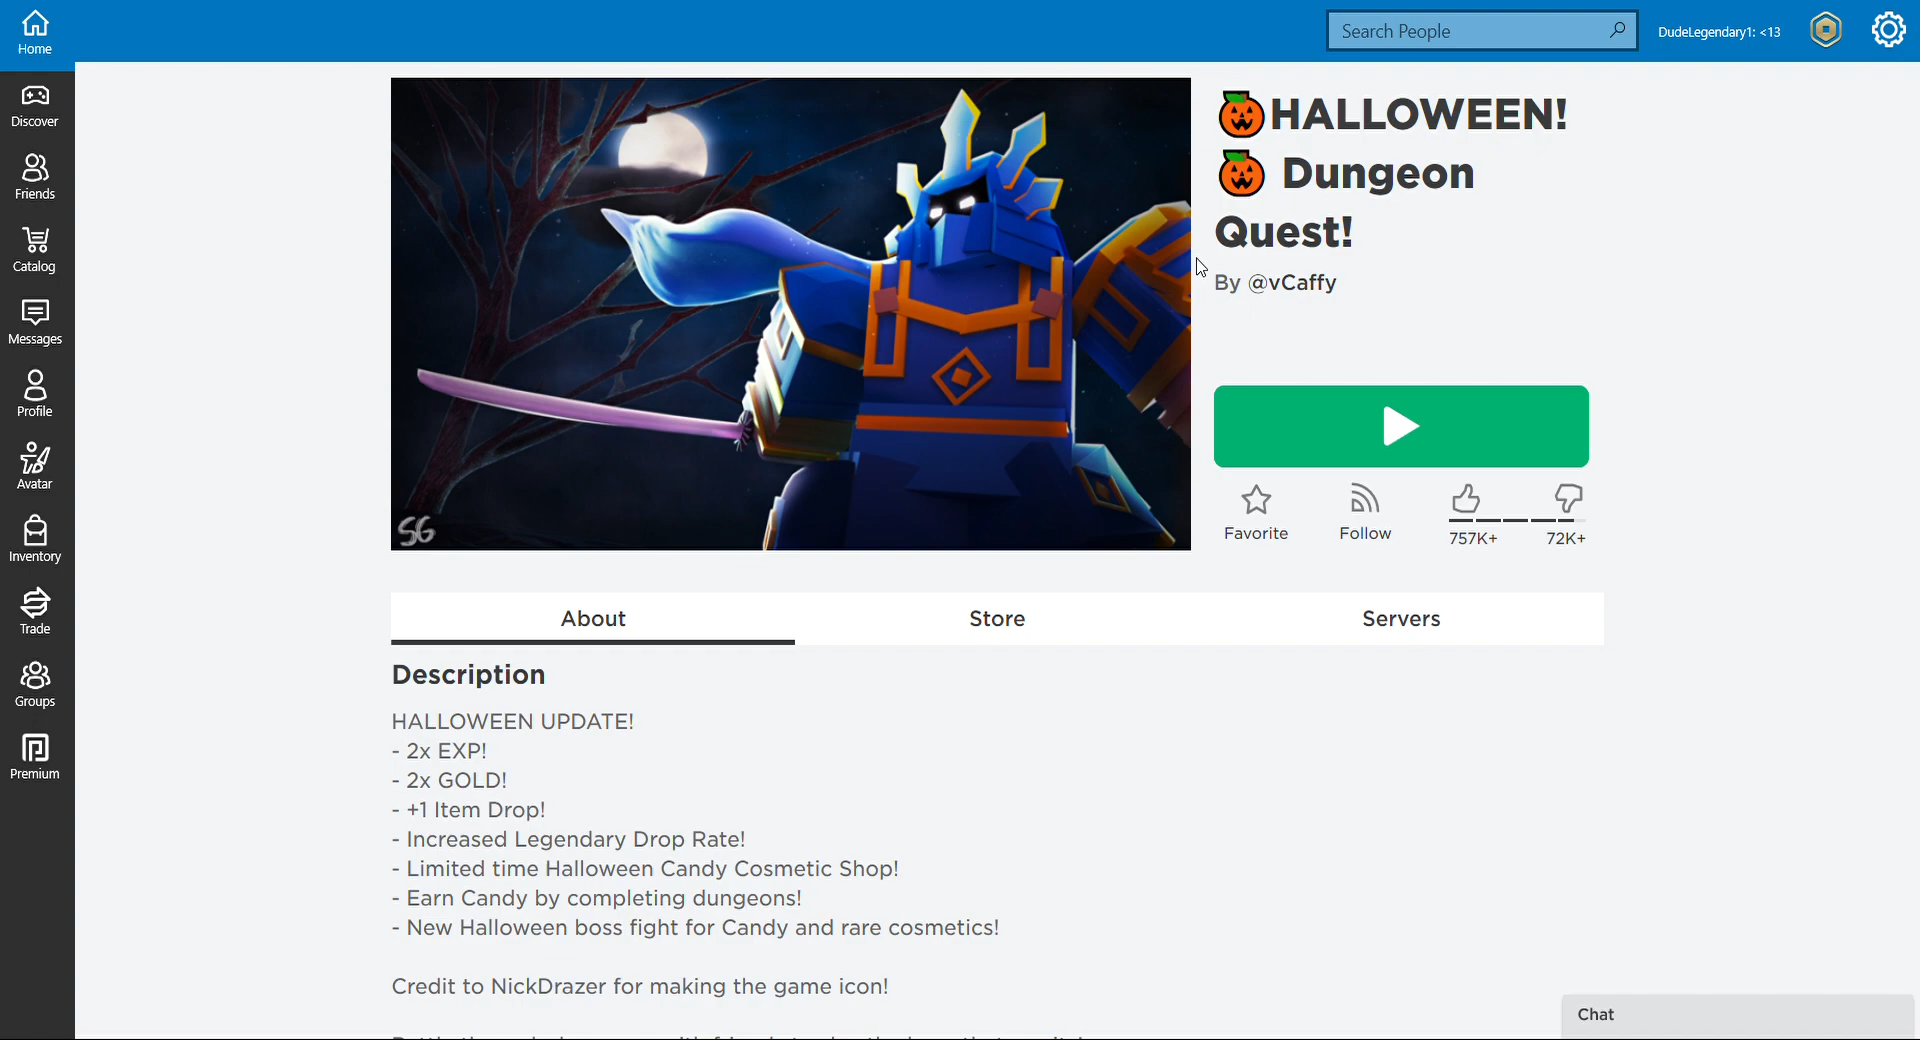 Home
Search People
DudeLegendary1: <13
Discover
Friends
Catalog
Messages
Profile
Avatar
Inventory
Trade
Groups
Premium
SG
🎃HALLOWEEN!
🎃 Dungeon
Quest!
By @vCaffy
Favorite
Follow
757K+
72K+
About
Store
Servers
Description
HALLOWEEN UPDATE!
- 2x EXP!
- 2x GOLD!
- +1 Item Drop!
- Increased Legendary Drop Rate!
- Limited time Halloween Candy Cosmetic Shop!
- Earn Candy by completing dungeons!
- New Halloween boss fight for Candy and rare cosmetics!
Credit to NickDrazer for making the game icon!
Chat